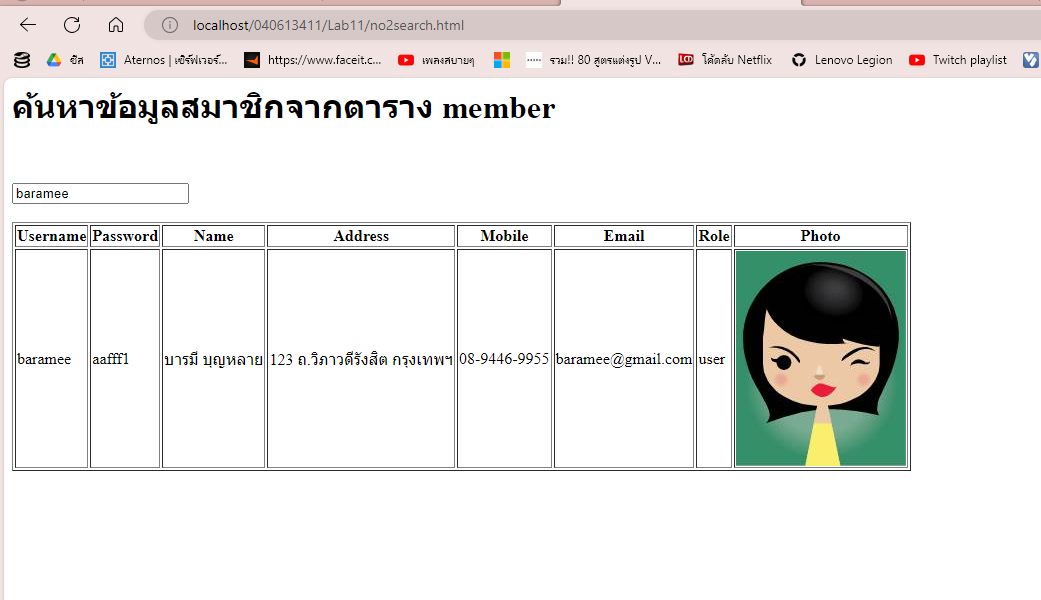 localhost/040613411/Lab11/no2search.html
ชีส Aternos | เซิร์ฟเวอร์... https://www.faceit.c... เพลงสบายๆ รวม!! 80 สูตรแต่งรูป V... โค้ดลับ Netflix Lenovo Legion Twitch playlist
ค้นหาข้อมูลสมาชิกจากตาราง member
baramee
Username Password Name Address Mobile Email Role Photo
baramee aafff1 บารมี บุญหลาย 123 ถ.วิภาวดีรังสิต กรุงเทพฯ 08-9446-9955 baramee@gmail.com user